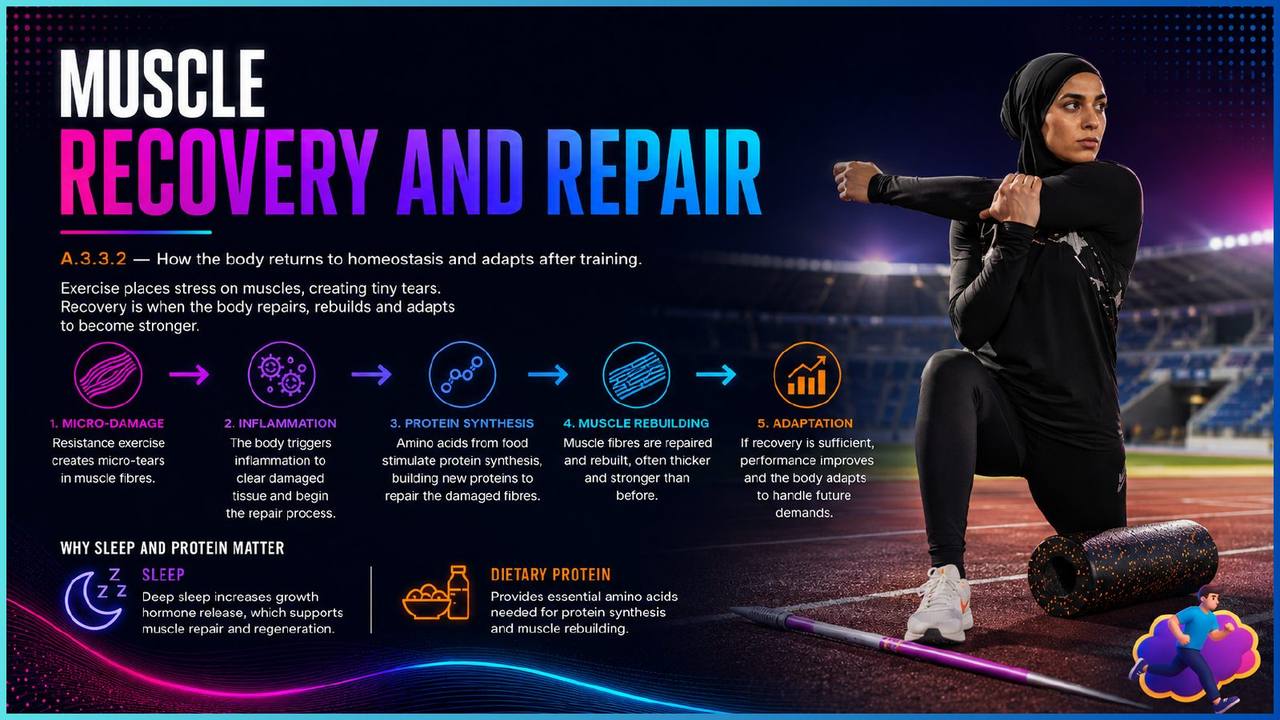 MUSCLE
RECOVERY AND REPAIR
A.3.3.2 — How the body returns to homeostasis and adapts after training.
Exercise places stress on muscles, creating tiny tears.
Recovery is when the body repairs, rebuilds and adapts
to become stronger.
1. MICRO-DAMAGE
Resistance exercise
creates micro-tears
in muscle fibres.
2. INFLAMMATION
The body triggers
inflammation to
clear damaged
tissue and begin
the repair process.
3. PROTEIN SYNTHESIS
Amino acids from food
stimulate protein synthesis,
building new proteins to
repair the damaged fibres.
4. MUSCLE REBUILDING
Muscle fibres are repaired
and rebuilt, often thicker
and stronger than
before.
5. ADAPTATION
If recovery is sufficient,
performance improves
and the body adapts
to handle future
demands.
WHY SLEEP AND PROTEIN MATTER
Z
Z Z
SLEEP
Deep sleep increases growth
hormone release, which supports
muscle repair and regeneration.
DIETARY PROTEIN
Provides essential amino acids
needed for protein synthesis
and muscle rebuilding.